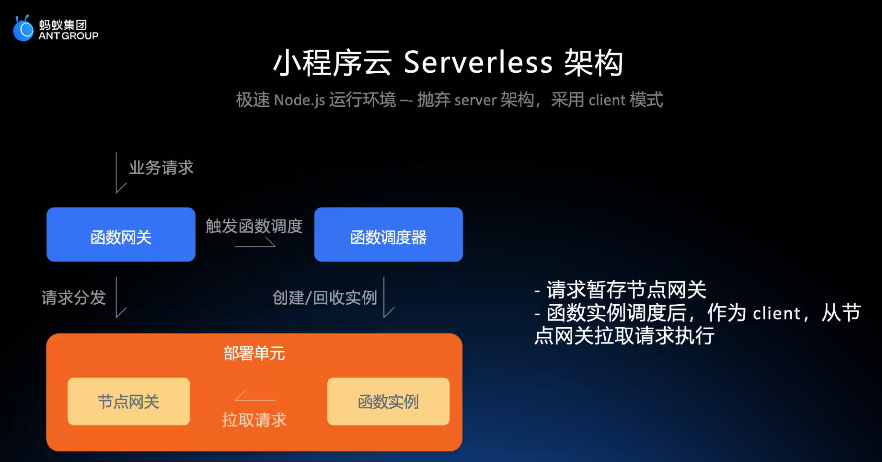 蚂蚁集团
ANT GROUP
小程序云 Serverless 架构
极速 Node.js 运行环境 –- 抛弃 server 架构，采用 client 模式
业务请求
函数网关
触发函数调度
函数调度器
请求分发
创建/回收实例
- 请求暂存节点网关
- 函数实例调度后，作为 client，从节
点网关拉取请求执行
部署单元
节点网关
拉取请求
函数实例